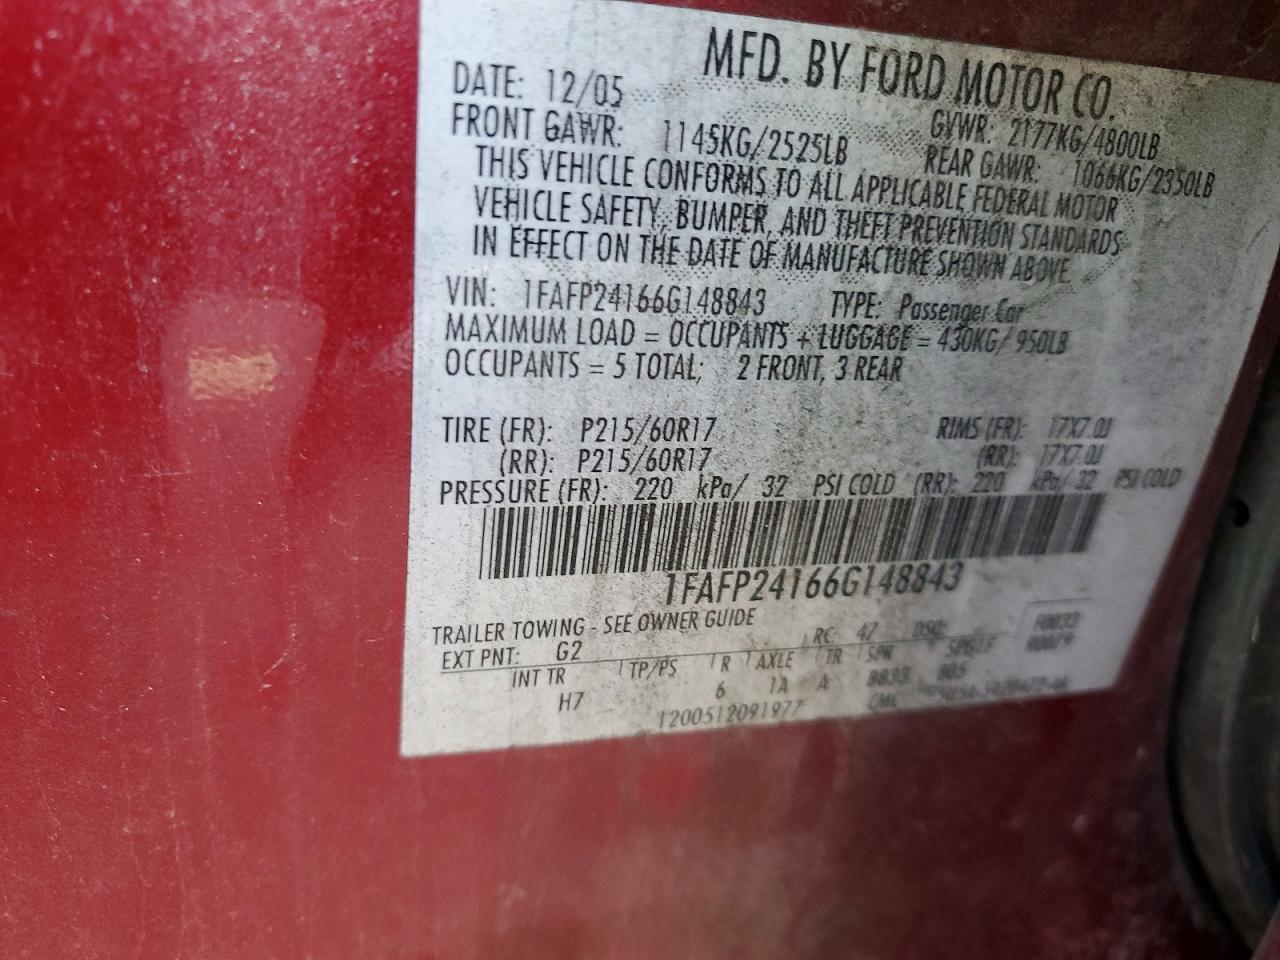 MFD. BY FORD MOTOR CO.
DATE: 12/05 GVWR: 2177KG/4800LB
FRONT GAWR: 1145KG/2525LB REAR GAWR: 1066KG/2350LB
THIS VEHICLE CONFORMS TO ALL APPLICABLE FEDERAL MOTOR
VEHICLE SAFETY, BUMPER, AND THEFT PREVENTION STANDARDS
IN EFFECT ON THE DATE OF MANUFACTURE SHOWN ABOVE.
VIN: 1FAFP24166G148843 TYPE: Passenger Car
MAXIMUM LOAD = OCCUPANTS + LUGGAGE = 430KG/ 950LB
OCCUPANTS = 5 TOTAL; 2 FRONT, 3 REAR
TIRE (FR): P215/60R17 RIMS (FR): 17X7.0J
(RR): P215/60R17 (RR): 17X7.0J
PRESSURE (FR): 220 kPa/ 32 PSI COLD (RR): 220 kPa/ 32 PSI COLD
1FAFP24166G148843
TRAILER TOWING - SEE OWNER GUIDE
EXT PNT: G2 RC 47 DSO:
INT TR TP/PS R AXLE TR SPR
H7 6 1A A
1200512091977